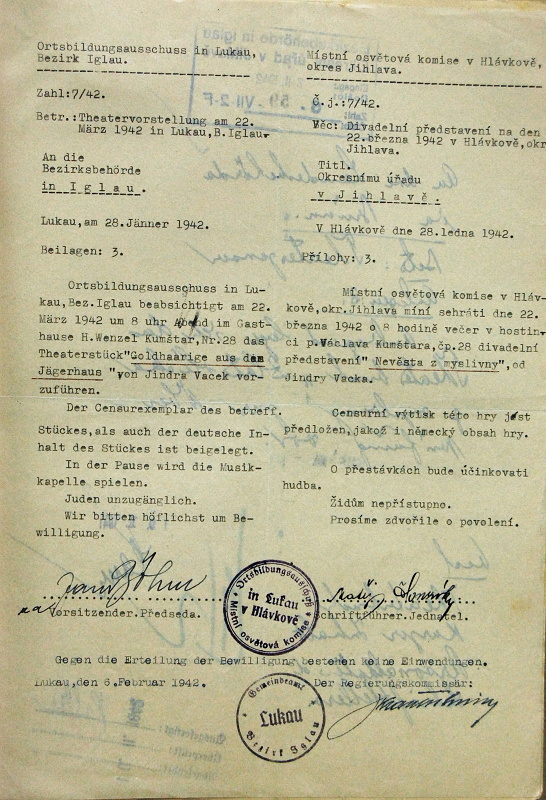 Ortsbildungsausschuss in Lukau,
Bezirk Iglau.
Zahl:7/42.
Betr.:Theatervorstellung am 22.
März 1942 in Lukau,B.Iglau.
An die
Bezirksbehörde
in Iglau.
Lukau,am 28.Jänner 1942.
Beilagen: 3.
Ortsbildungsausschuss in Lu-
kau,Bez.Iglau beabsichtigt am 22.
März 1942 um 8 uhr Abend im Gast-
hause H.Wenzel Kumštar,Nr.28 das
Theaterstück"Goldhaarige aus dem
Jägerhaus "von Jindra Vacek vor-
zuführen.
Der Censurexemplar des betreff.
Stückes,als auch der deutsche In-
halt des Stückes ist beigelegt.
In der Pause wird die Musik-
kapelle spielen.
Juden unzugänglich.
Wir bitten höflichst um Be-
willigung.
Vorsitzender.Předseda.
Místní osvětová komise v Hlávkově,
okres Jihlava.
Č.j.:7/42.
Věc: Divadelní představení na den
22.března 1942 v Hlávkově,okr
Jihlava.
Titl.
Okresnímu úřadu
v Jihlavě.
V Hlávkově dne 28.ledna 1942.
Přílohy: 3.
Místní osvětová komise v Hláv-
kově,okr.Jihlava míní sehráti dne 22.
března 1942 o 8 hodině večer v hostin-
ci p.Václava Kumštara,čp.28 divadelní
představení" Nevěsta z myslivny",od
Jindry Vacka.
Censurní výtisk této hry jest
předložen,jakož i německý obsah hry.
O přestávkách bude účinkovati
hudba.
Židům nepřístupno.
Prosíme zdvořile o povolení.
Schriftführer.Jednatel.
Ortsbildungsausschuss
in Lukau
v Hlávkově
Místní osvětová komise
Gegen die Erteilung der Bewilligung bestehen keine Einwendungen.
Lukau,den 6.Februar 1942.
Der Regierungskommissär:
Gemeindeamt
Lukau
Bezirk Iglau